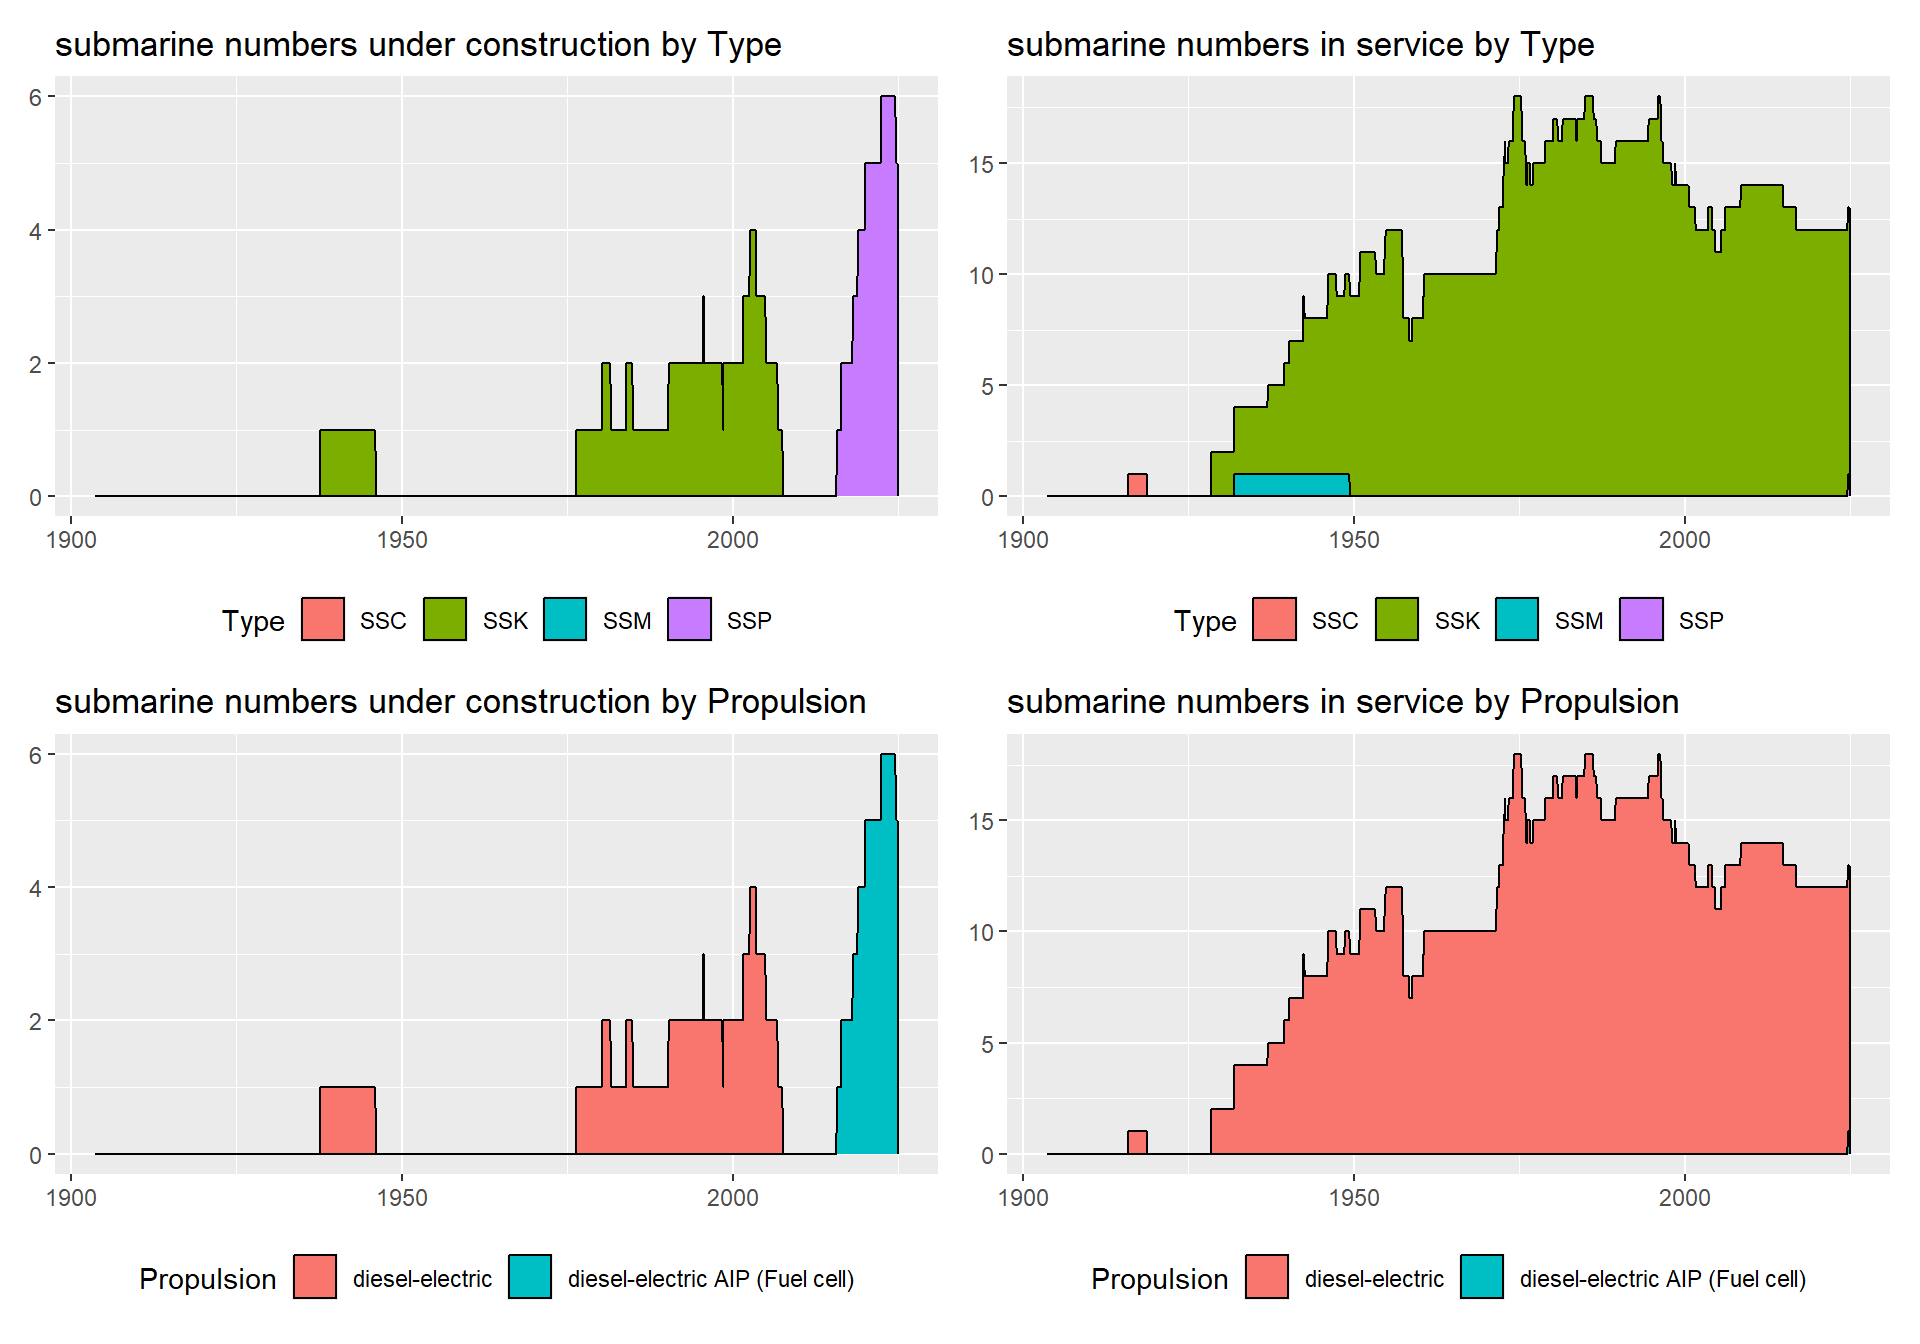 submarine numbers under construction by Type
6
4
2
0
1900 1950 2000
Type SSC SSK SSM SSP
submarine numbers in service by Type
15
10
5
0
1900 1950 2000
Type SSC SSK SSM SSP
submarine numbers under construction by Propulsion
6
4
2
0
1900 1950 2000
Propulsion diesel-electric diesel-electric AIP (Fuel cell)
submarine numbers in service by Propulsion
15
10
5
0
1900 1950 2000
Propulsion diesel-electric diesel-electric AIP (Fuel cell)